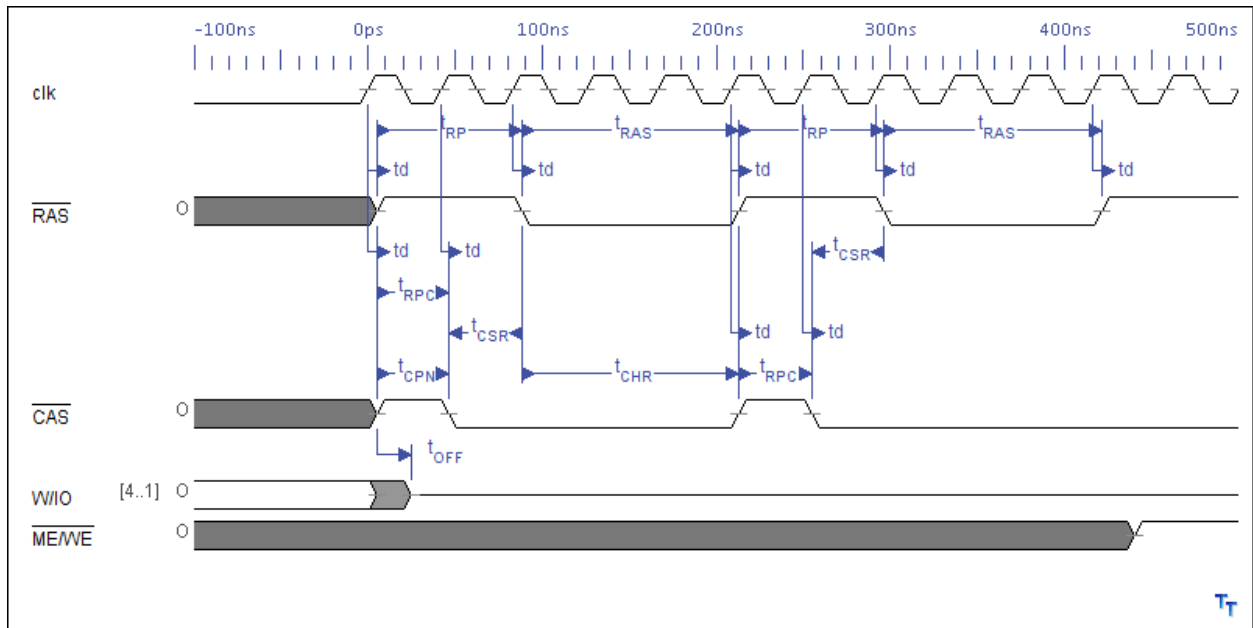 -100ns 0ps 100ns 200ns 300ns 400ns 500ns
clk
tRP tRAS tRP tRAS
td td td td td
RAS O
td td tCSR
tRPC
tCSR td td
tCPN tCHR tRPC
CAS O
tOFF
W/IO [4..1] O
ME/WE O
TT